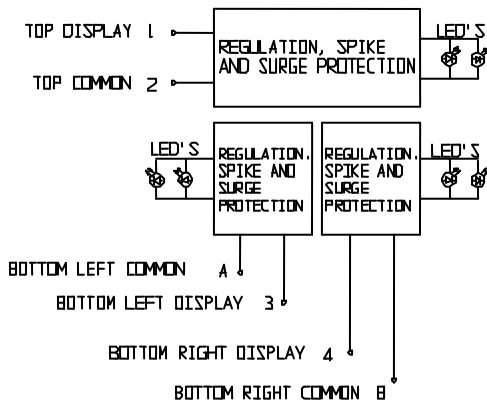 TOP DISPLAY 1
LED'S
REGULATION, SPIKE
AND SURGE PROTECTION
TOP COMMON 2
LED'S
REGULATION.
SPIKE AND
SURGE
PROTECTION
REGULATION.
SPIKE AND
SURGE
PROTECTION
LED'S
BOTTOM LEFT COMMON A
BOTTOM LEFT DISPLAY 3
BOTTOM RIGHT DISPLAY 4
BOTTOM RIGHT COMMON B